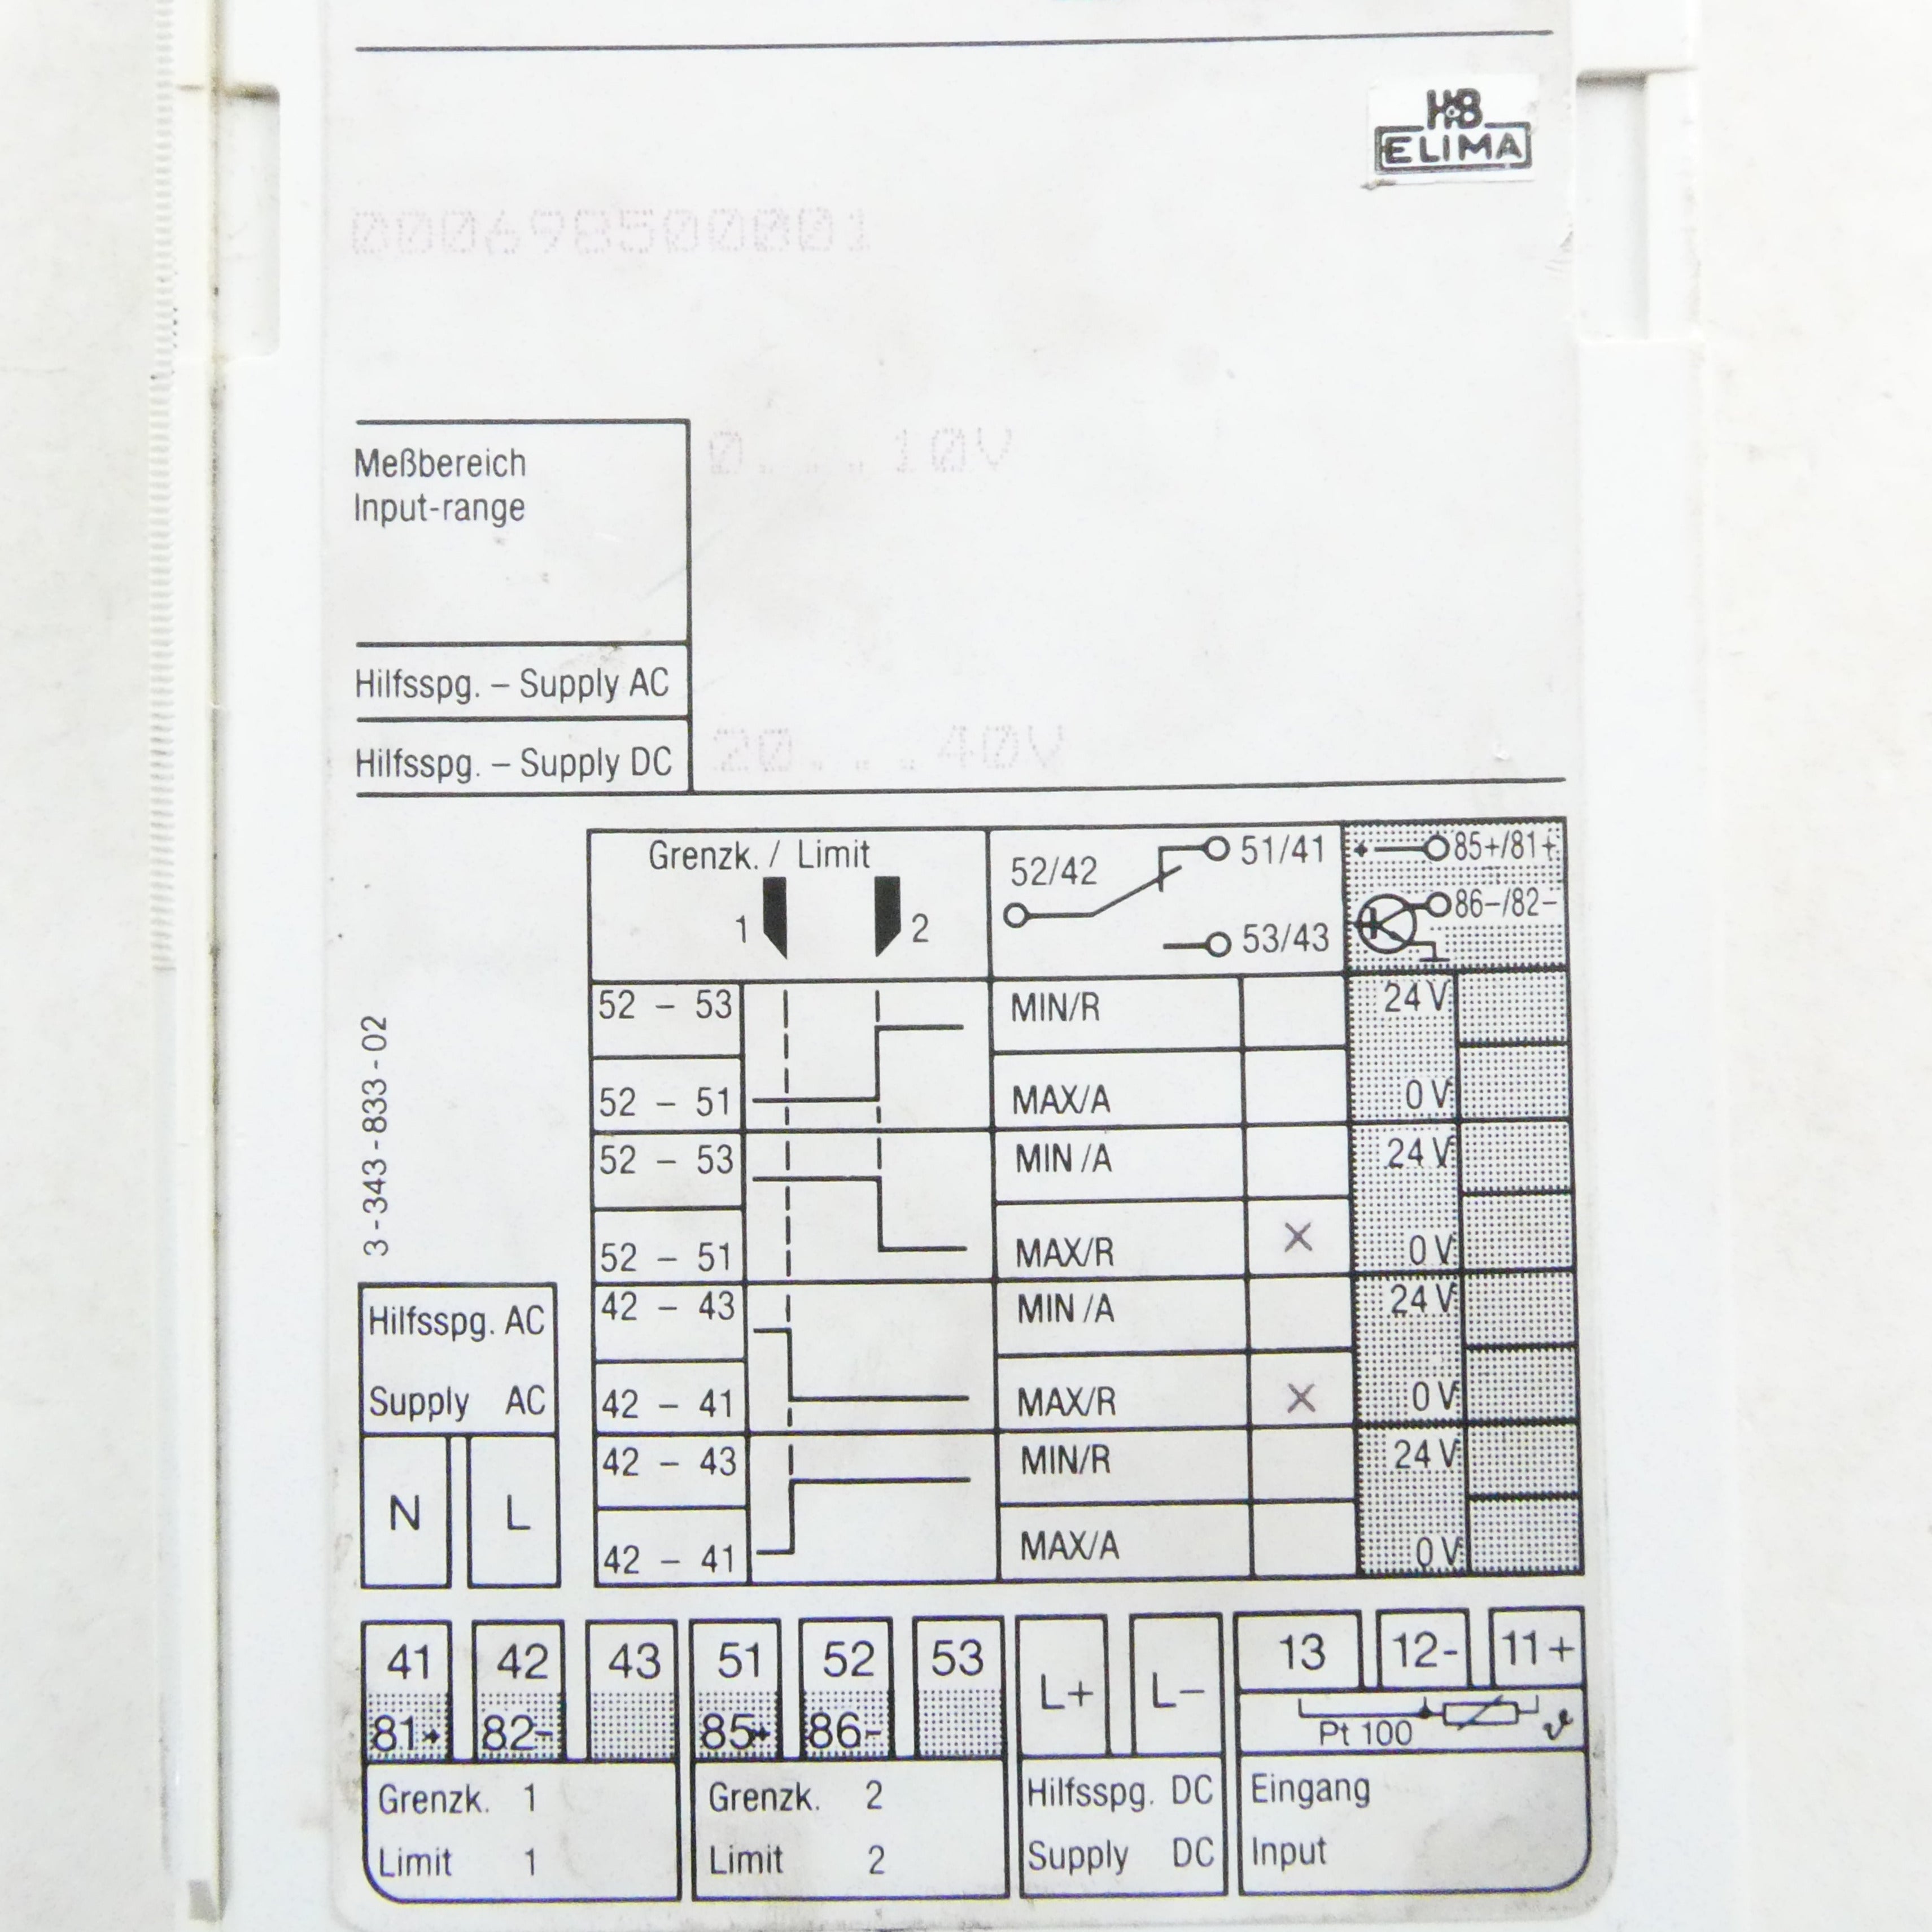 H&B
ELIMA
00069850001
Meßbereich
Input-range
0....10V
Hilfsspg. – Supply AC
Hilfsspg. – Supply DC
20....40V
Grenzk. / Limit
1
2
52/42
51/41
53/43
85+/81+
86–/82–
52 – 53
MIN/R
24 V
52 – 51
MAX/A
0 V
52 – 53
MIN /A
24 V
52 – 51
MAX/R
X
0 V
42 – 43
MIN /A
24 V
42 – 41
MAX/R
X
0 V
42 – 43
MIN/R
24 V
42 – 41
MAX/A
0 V
3-343-833-02
Hilfsspg. AC
Supply AC
N
L
41
42
43
51
52
53
L+
L–
13
12-
11+
81+
82-
85+
86-
Pt 100
ϑ
Grenzk. 1
Limit 1
Grenzk. 2
Limit 2
Hilfsspg. DC
Supply DC
Eingang
Input